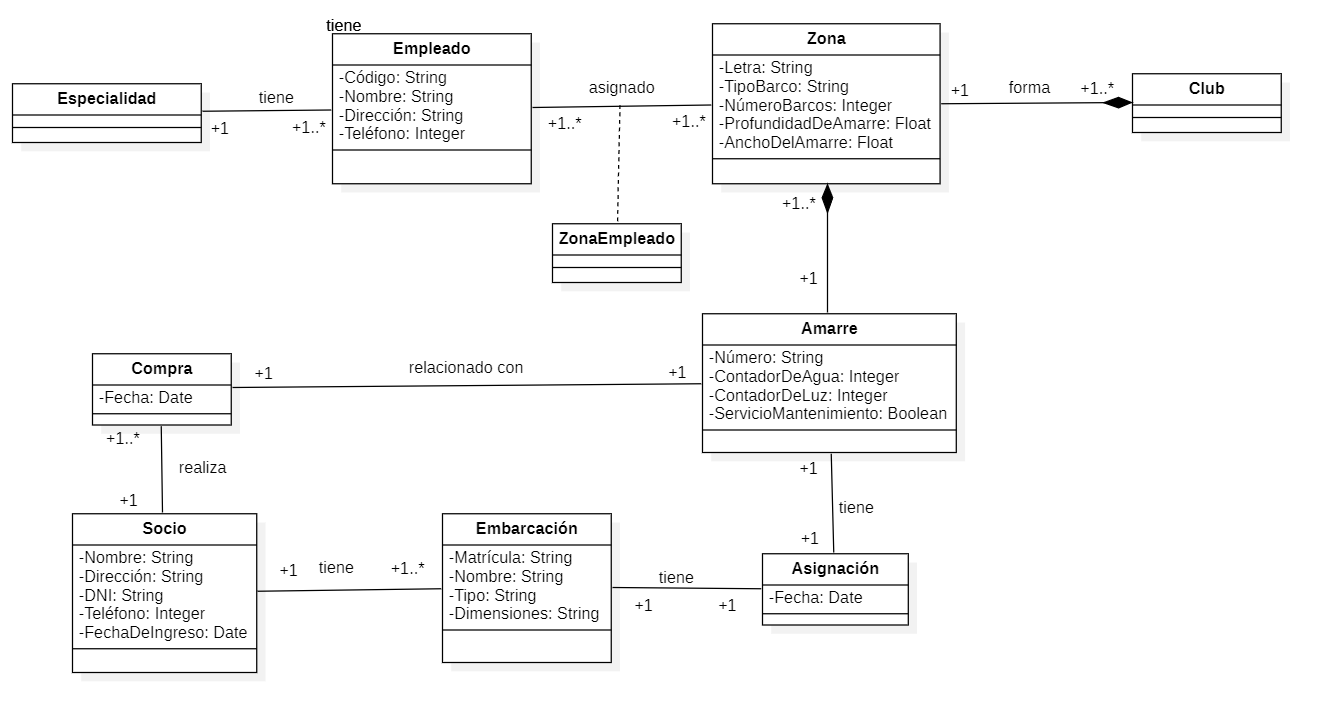 tiene
Especialidad
tiene
+1
+1..*
Empleado
-Código: String
-Nombre: String
-Dirección: String
-Teléfono: Integer
asignado
+1..*
+1..*
ZonaEmpleado
Zona
-Letra: String
-TipoBarco: String
-NúmeroBarcos: Integer
-ProfundidadDeAmarre: Float
-AnchoDelAmarre: Float
+1
forma
+1..*
Club
+1..*
+1
Amarre
-Número: String
-ContadorDeAgua: Integer
-ContadorDeLuz: Integer
-ServicioMantenimiento: Boolean
Compra
-Fecha: Date
+1
relacionado con
+1
+1..*
realiza
+1
Socio
-Nombre: String
-Dirección: String
-DNI: String
-Teléfono: Integer
-FechaDeIngreso: Date
+1
tiene
+1..*
Embarcación
-Matrícula: String
-Nombre: String
-Tipo: String
-Dimensiones: String
tiene
+1
+1
+1
tiene
+1
Asignación
-Fecha: Date